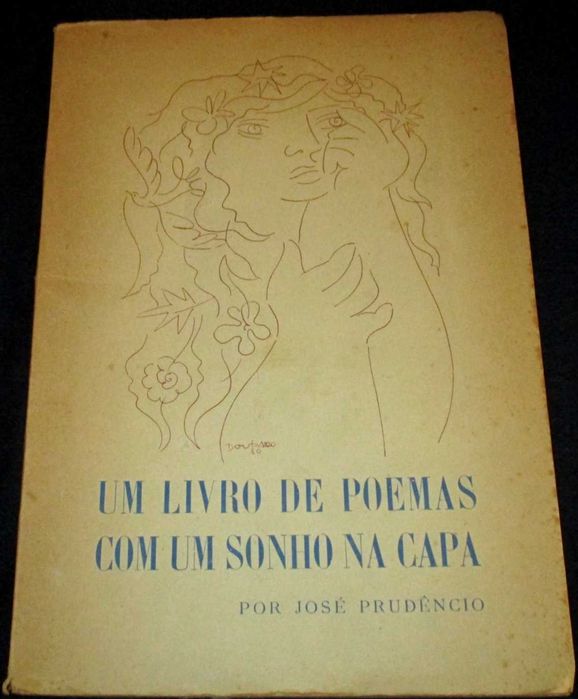 UM LIVRO DE POEMAS
COM UM SONHO NA CAPA
POR JOSÉ PRUDÊNCIO